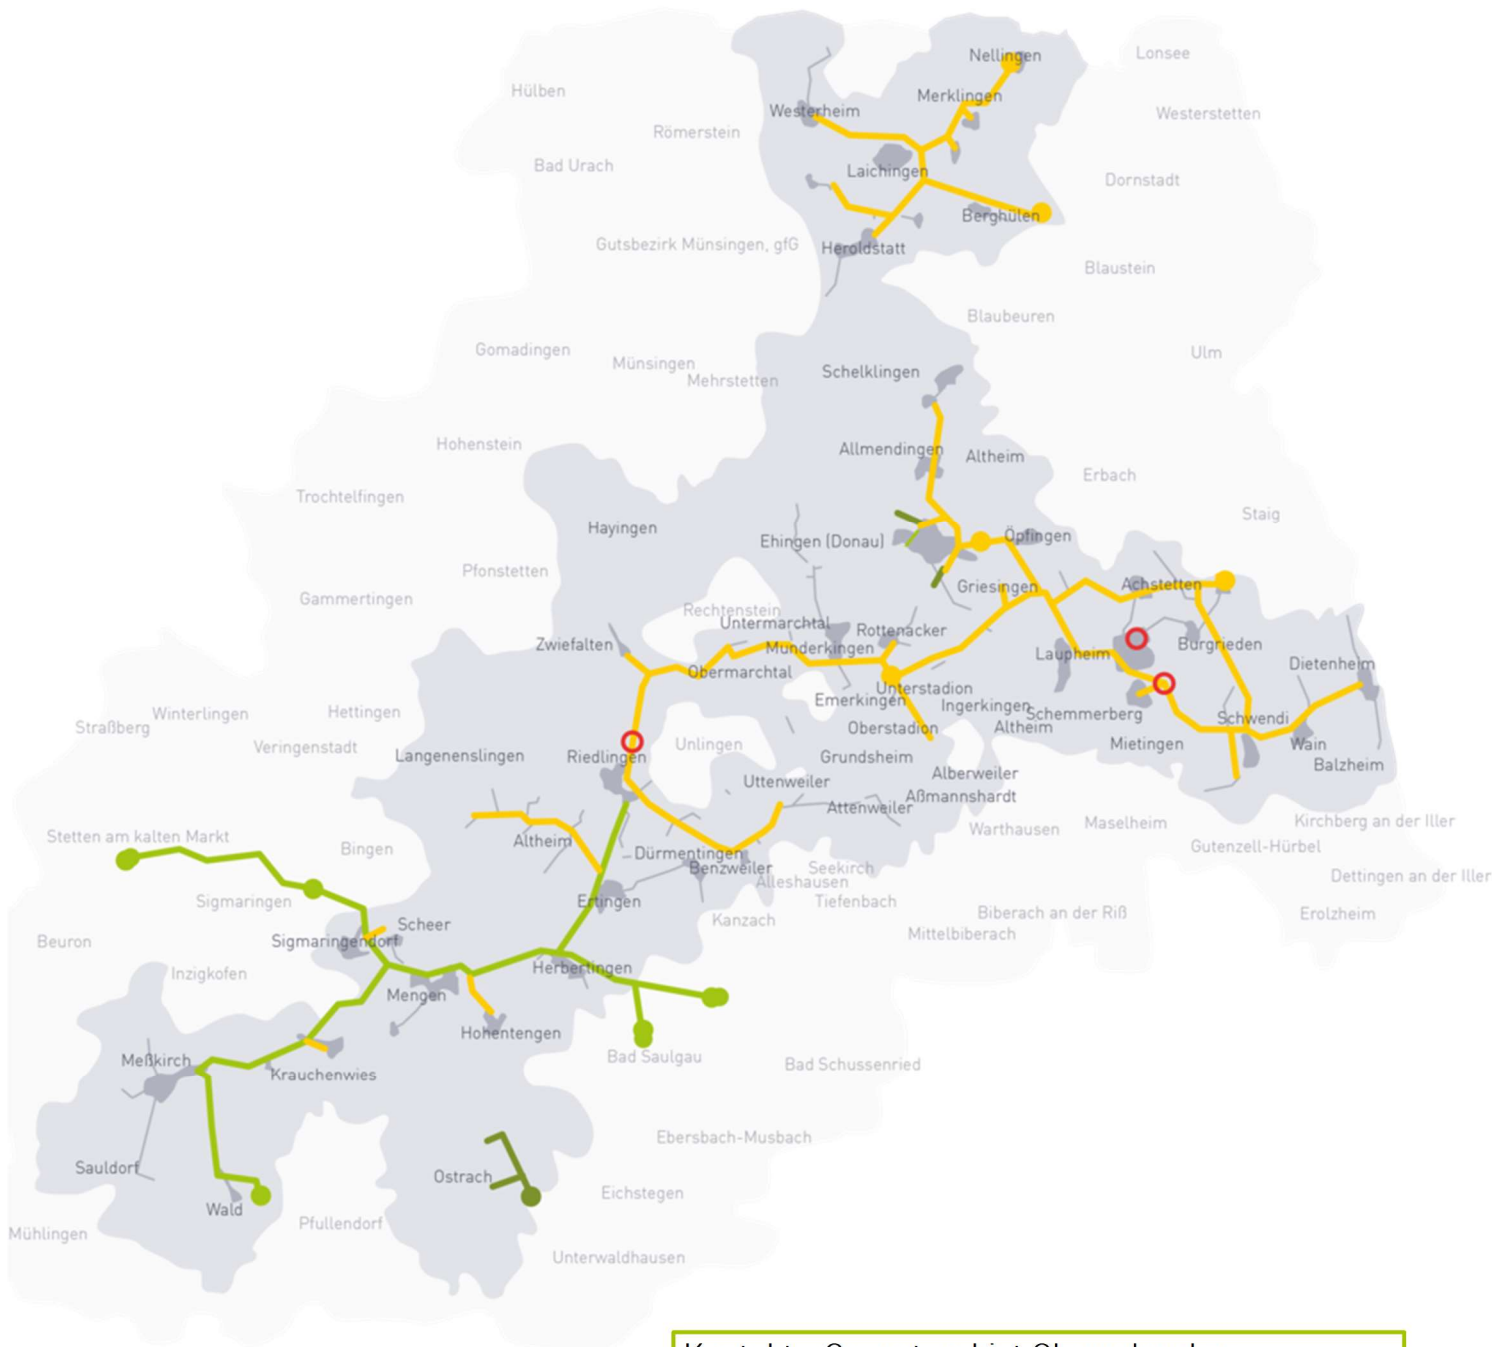 Nellingen
Lonsee
Hülben
Merklingen
Westerheim
Westerstetten
Römerstein
Bad Urach
Laichingen
Dornstadt
Berghülen
Gutsbezirk Münsingen, gfG
Heroldstatt
Blaustein
Blaubeuren
Gomadingen
Ulm
Münsingen
Schelklingen
Mehrstetten
Hohenstein
Allmendingen
Altheim
Erbach
Trochtelfingen
Staig
Hayingen
Ehingen (Donau)
Öpfingen
Pfonstetten
Griesingen
Achstetten
Gammertingen
Rechtenstein
Untermarchtal
Rottenacker
Zwiefalten
Munderkingen
Laupheim
Burgrieden
Dietenheim
Obermarchtal
Unterstadion
Emerkingen
Ingerkingen
Schemmerberg
Winterlingen
Hettingen
Straßberg
Oberstadion
Altheim
Schwendi
Veringenstadt
Langenenslingen
Riedlingen
Unlingen
Grundsheim
Mietingen
Wain
Balzheim
Alberweiler
Uttenweiler
Aßmannshardt
Attenweiler
Stetten am kalten Markt
Bingen
Altheim
Warthausen
Maselheim
Kirchberg an der Iller
Dürmentingen
Gutenzell-Hürbel
Benzweiler
Seekirch
Alleshausen
Dettingen an der Iller
Sigmaringen
Ertingen
Tiefenbach
Biberach an der Riß
Erolzheim
Scheer
Kanzach
Mittelbiberach
Beuron
Sigmaringendorf
Inzigkofen
Herbertingen
Mengen
Hohentengen
Meßkirch
Bad Saulgau
Bad Schussenried
Krauchenwies
Ebersbach-Musbach
Sauldorf
Ostrach
Eichstegen
Wald
Pfullendorf
Mühlingen
Unterwaldhausen